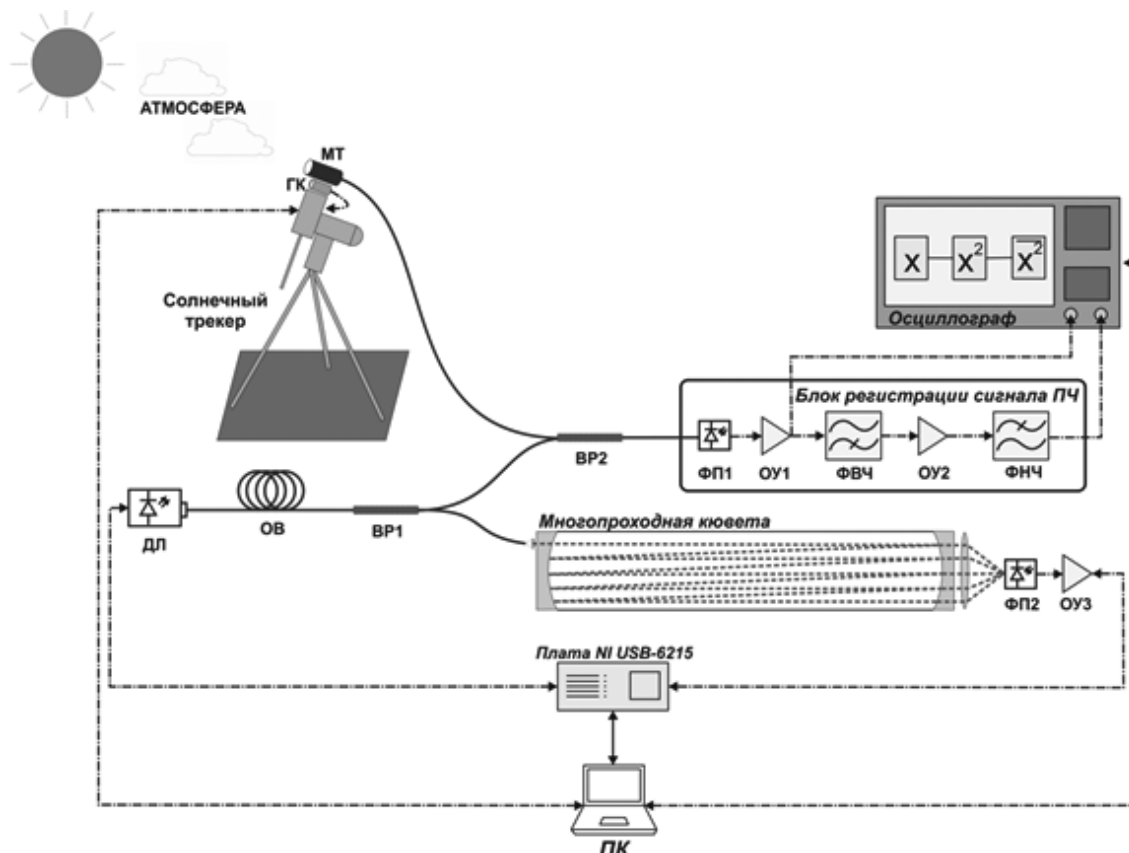 АТМОСФЕРА
МТ
ГК
Солнечный
трекер
X
X²
X²
Осциллограф
Блок регистрации сигнала ПЧ
ФП1
ОУ1
ФВЧ
ОУ2
ФНЧ
ВР2
ДЛ
ОВ
ВР1
Многопроходная кювета
ФП2
ОУ3
Плата NI USB-6215
ПК